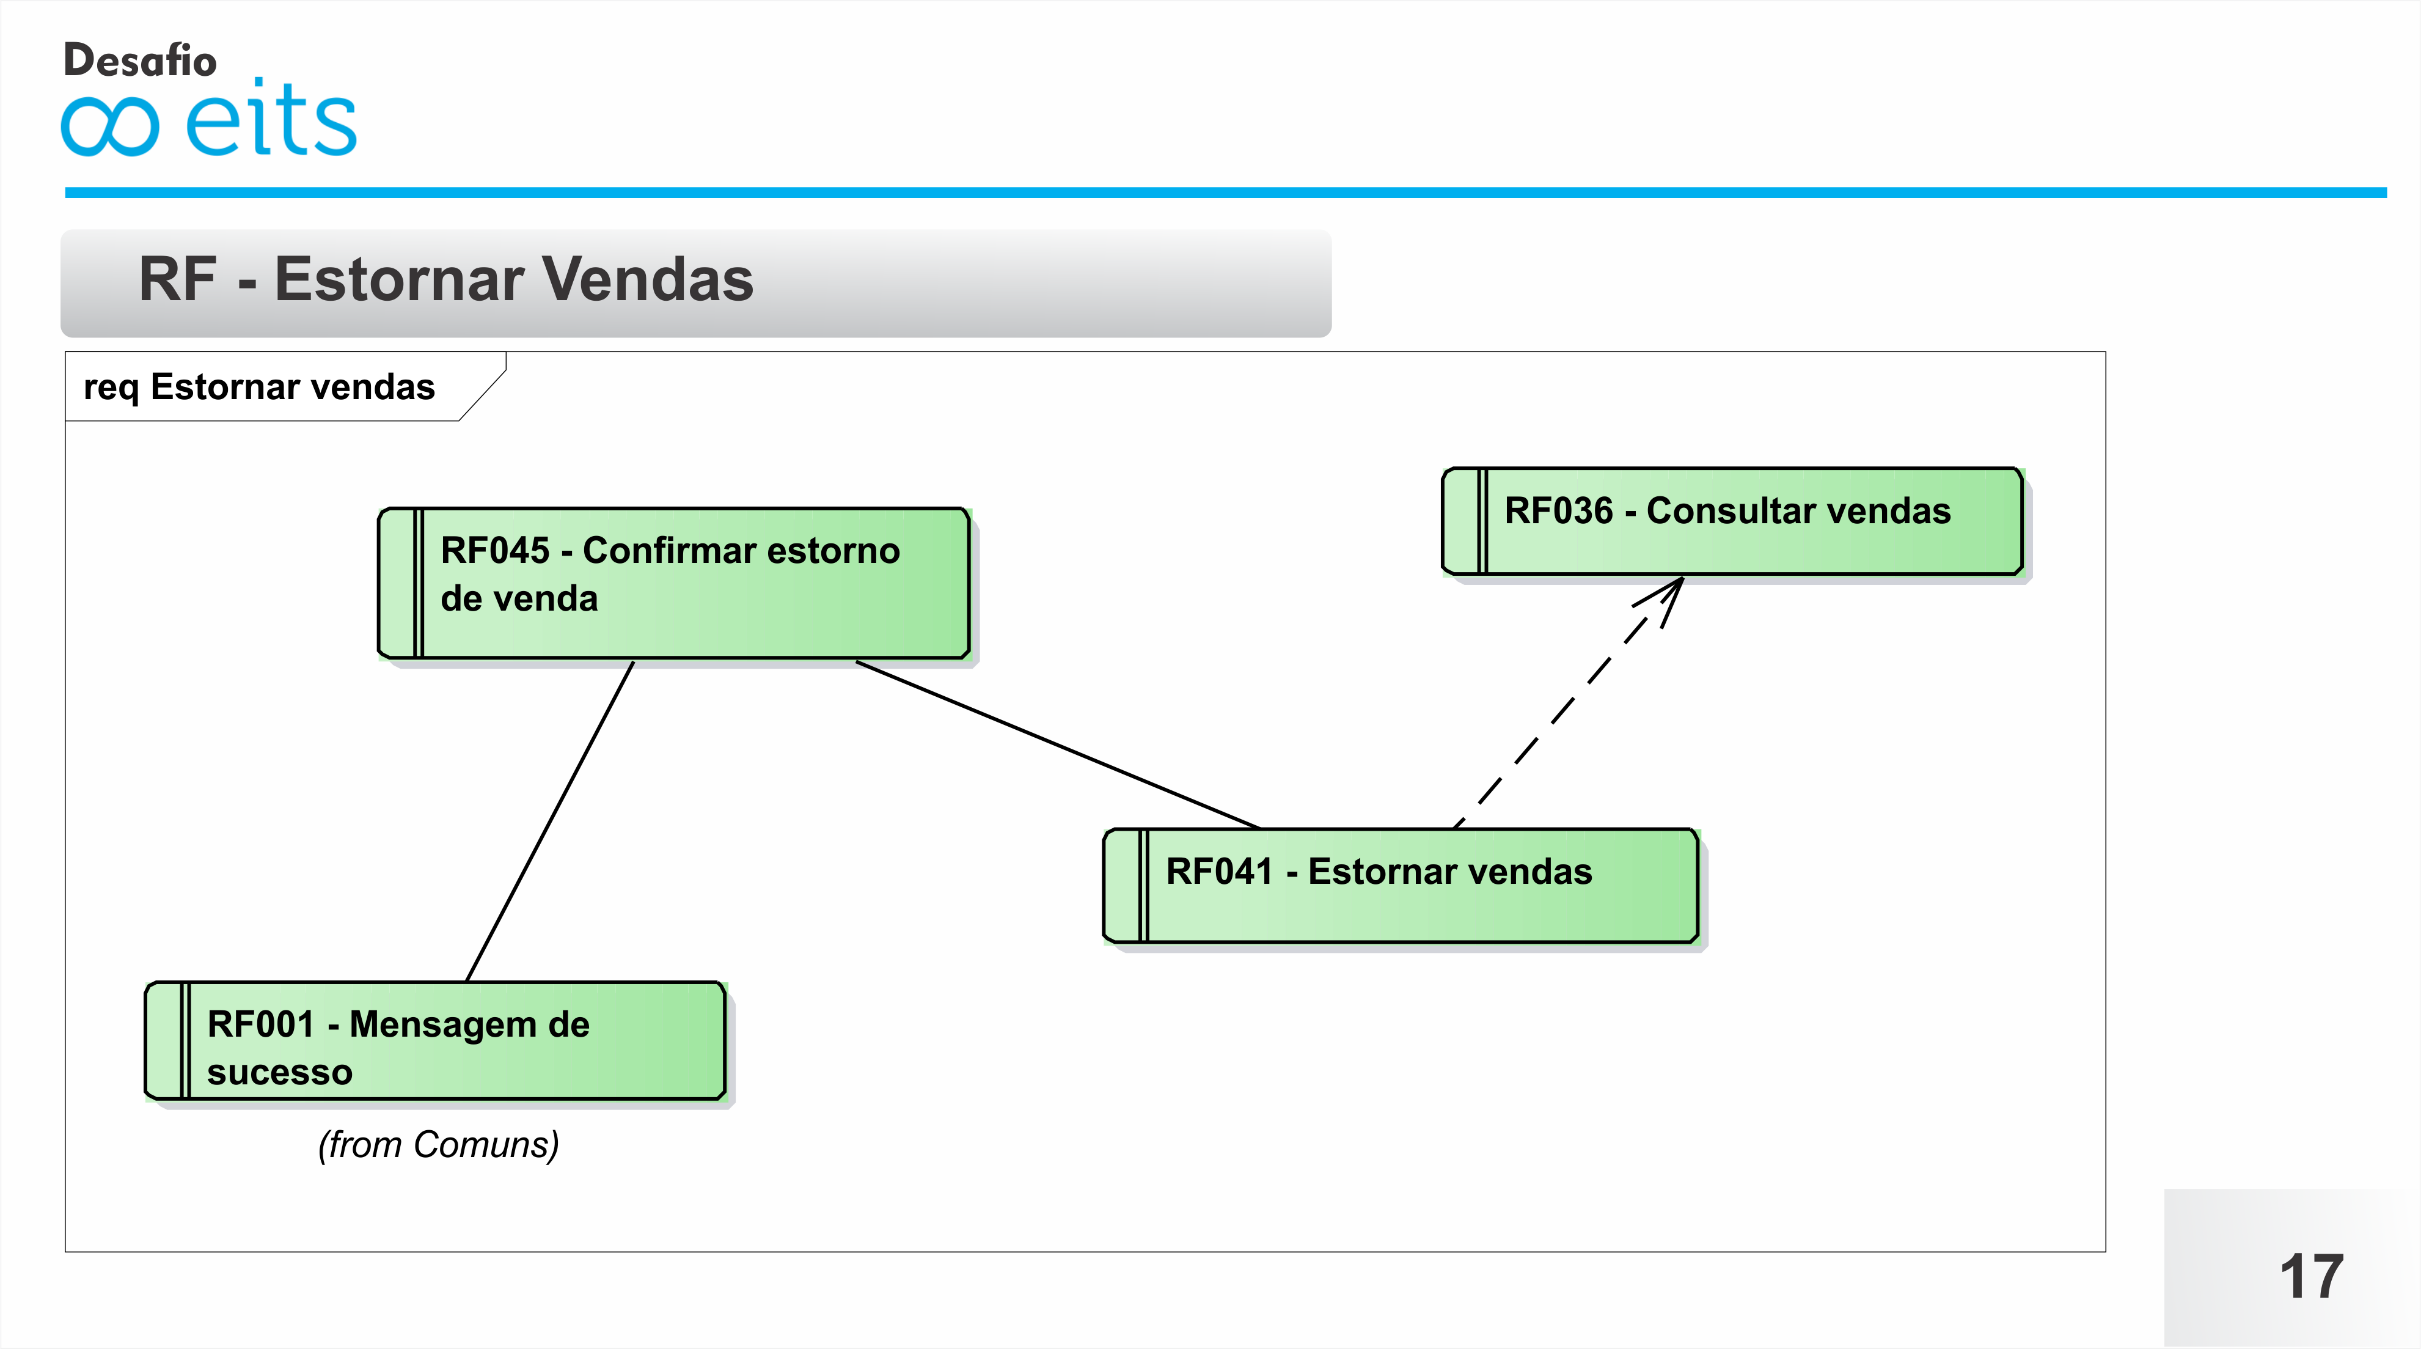 Desafio
eits
RF - Estornar Vendas
req Estornar vendas
RF036 - Consultar vendas
RF045 - Confirmar estorno
de venda
RF041 - Estornar vendas
RF001 - Mensagem de
sucesso
(from Comuns)
17